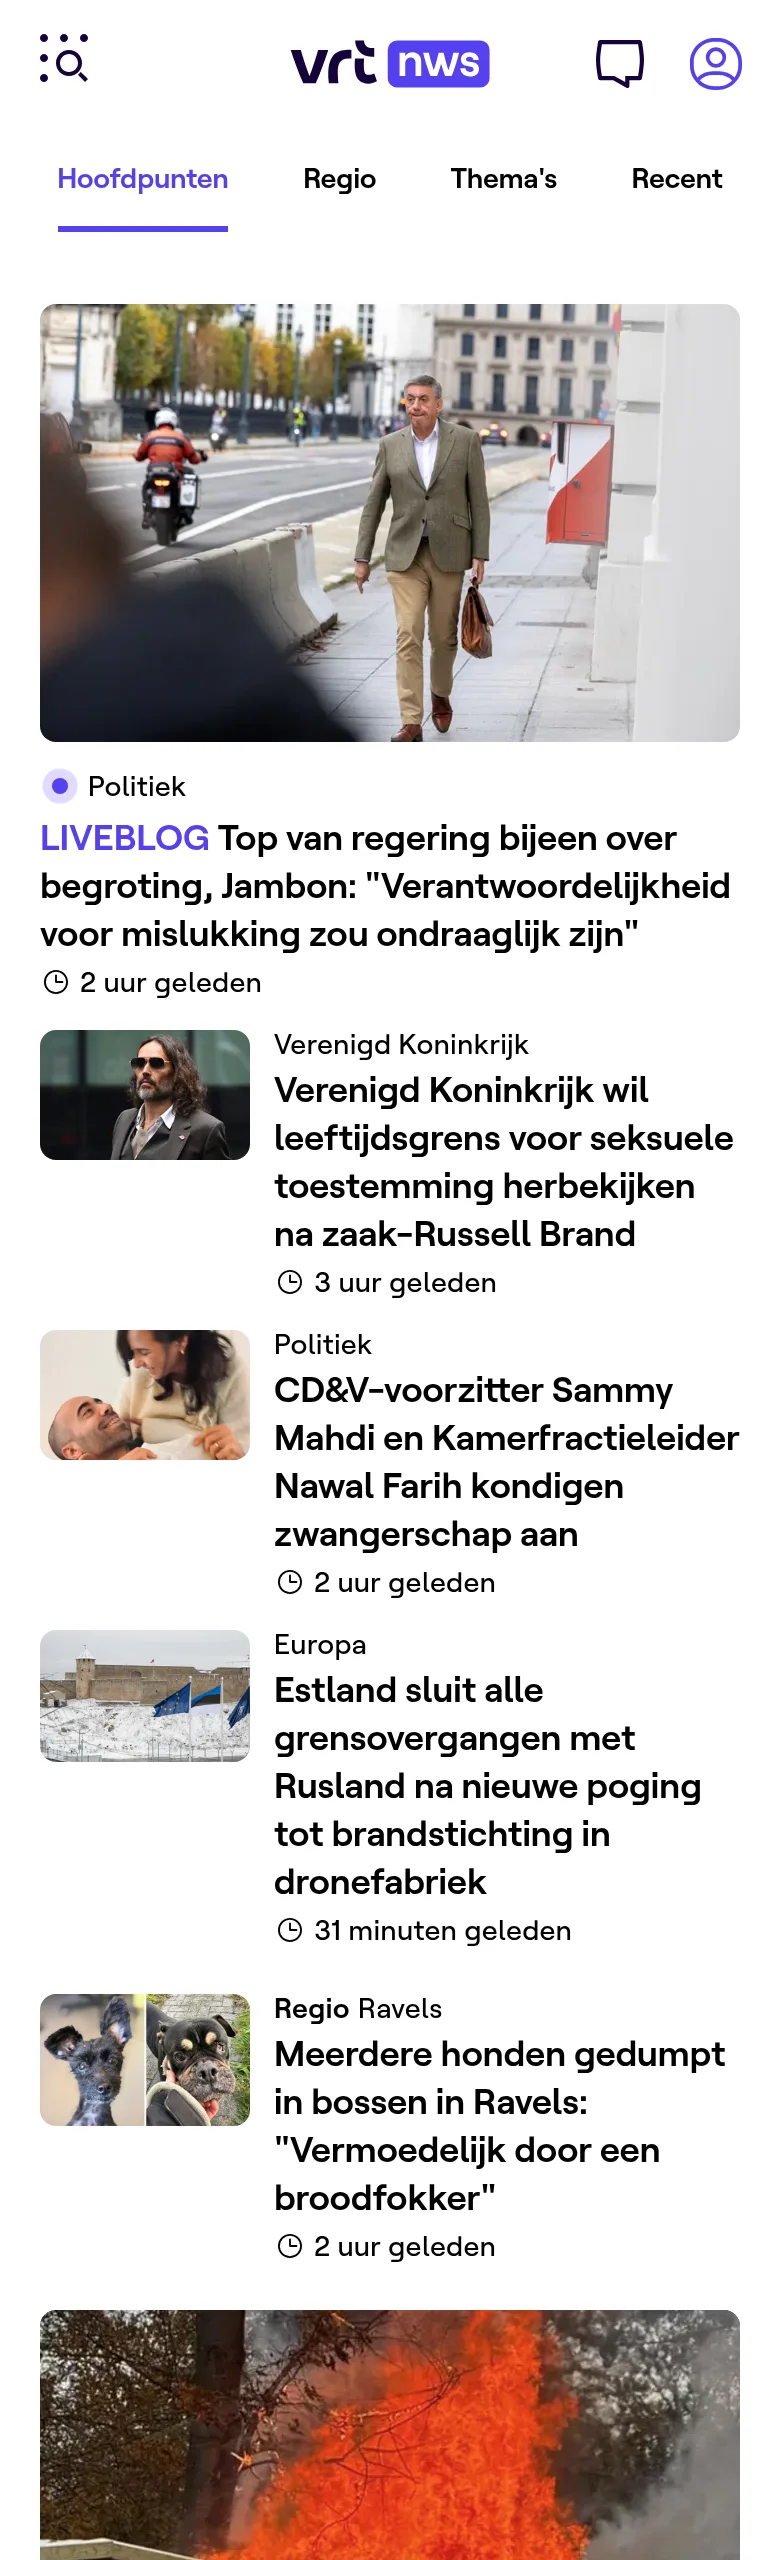 vrt nws
Hoofdpunten Regio Thema's Recent
Politiek
LIVEBLOG Top van regering bijeen over
begroting, Jambon: "Verantwoordelijkheid
voor mislukking zou ondraaglijk zijn"
2 uur geleden
Verenigd Koninkrijk
Verenigd Koninkrijk wil
leeftijdsgrens voor seksuele
toestemming herbekijken
na zaak-Russell Brand
3 uur geleden
Politiek
CD&V-voorzitter Sammy
Mahdi en Kamerfractieleider
Nawal Farih kondigen
zwangerschap aan
2 uur geleden
Europa
Estland sluit alle
grensovergangen met
Rusland na nieuwe poging
tot brandstichting in
dronefabriek
31 minuten geleden
Regio Ravels
Meerdere honden gedumpt
in bossen in Ravels:
"Vermoedelijk door een
broodfokker"
2 uur geleden